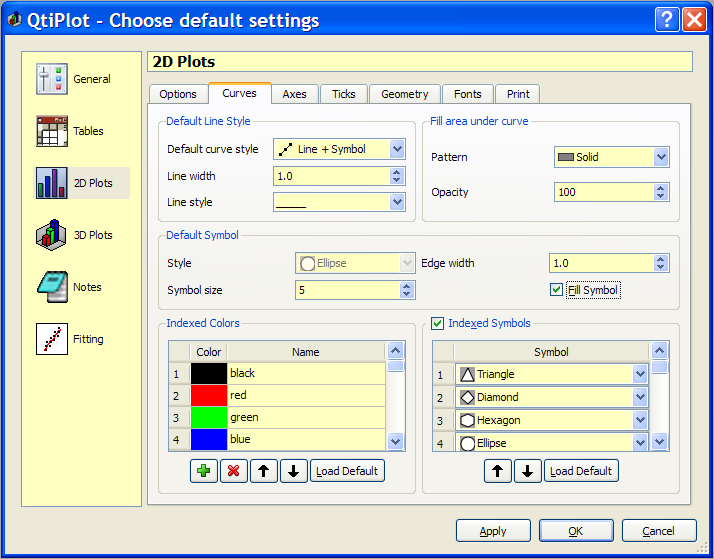 QtiPlot - Choose default settings
General
Tables
2D Plots
3D Plots
Notes
Fitting
2D Plots
Options Curves Axes Ticks Geometry Fonts Print
Default Line Style
Default curve style Line + Symbol
Line width 1.0
Line style
Fill area under curve
Pattern Solid
Opacity 100
Default Symbol
Style Ellipse Edge width 1.0
Symbol size 5 Fill Symbol
Indexed Colors
Color Name
1 black
2 red
3 green
4 blue
Load Default
Indexed Symbols
Symbol
1 Triangle
2 Diamond
3 Hexagon
4 Ellipse
Load Default
Apply OK Cancel